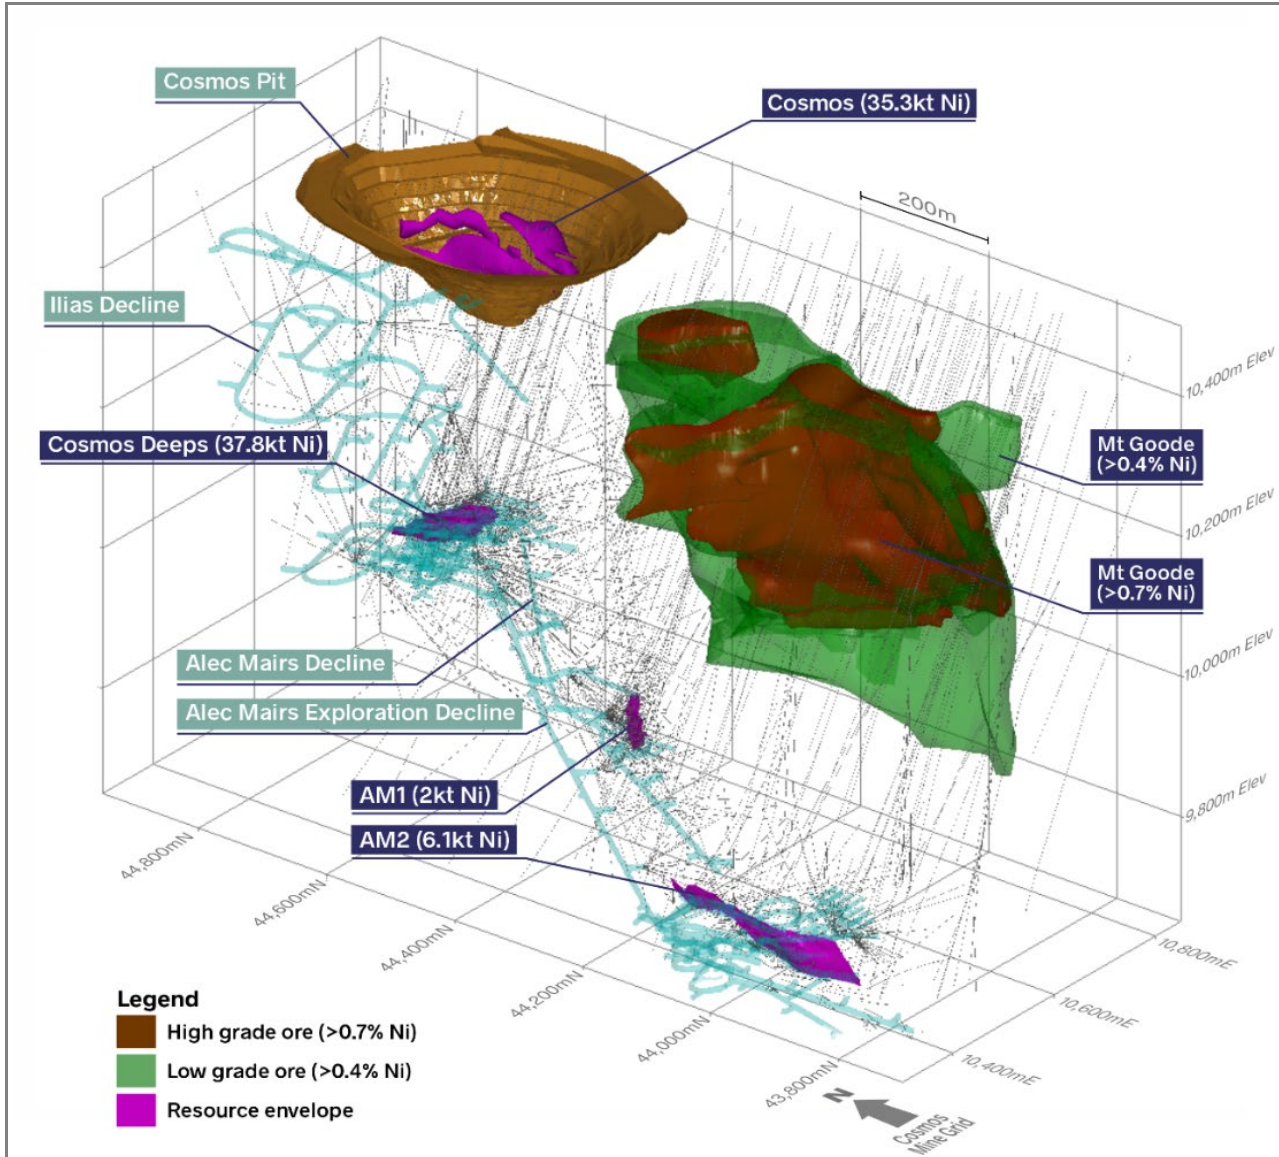 Cosmos Pit
Cosmos (35.3kt Ni)
200m
Ilias Decline
10,400m Elev
Cosmos Deeps (37.8kt Ni)
Mt Goode
(>0.4% Ni)
10,200m Elev
Mt Goode
(>0.7% Ni)
Alec Mairs Decline
10,000m Elev
Alec Mairs Exploration Decline
AM1 (2kt Ni)
9,800m Elev
AM2 (6.1kt Ni)
44,800mN
44,600mN
44,400mN
44,200mN
44,000mN
43,800mN
10,800mE
10,600mE
10,400mE
Legend
High grade ore (>0.7% Ni)
Low grade ore (>0.4% Ni)
Resource envelope
N
Cosmos
Mine Grid